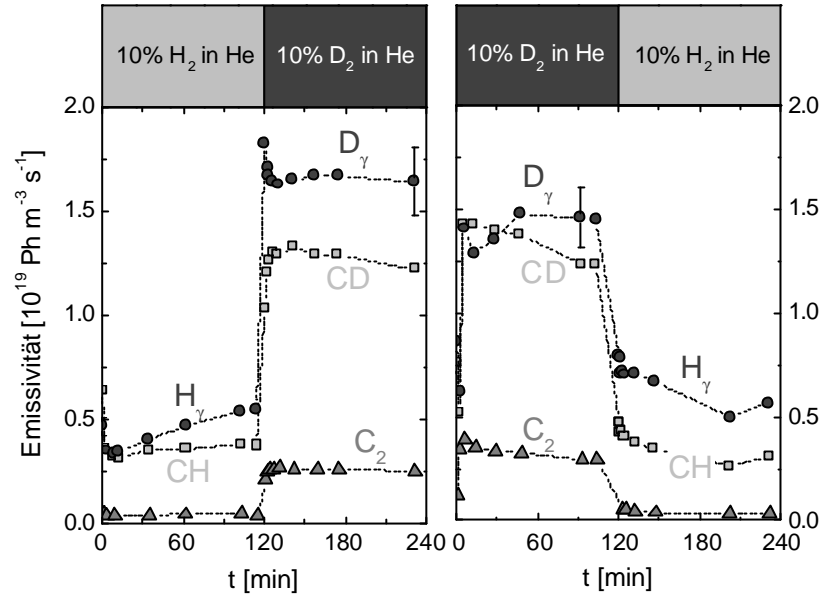 10% H₂ in He 10% D₂ in He 10% D₂ in He 10% H₂ in He
Emissivität [10¹⁹ Ph m⁻³ s⁻¹]
2.0
1.5
1.0
0.5
0.0
Dγ
CD
Hγ
CH
C₂
0 60 120 180 240
t [min]
Dγ
CD
Hγ
C₂
CH
2.0
1.5
1.0
0.5
0.0
0 60 120 180 240
t [min]